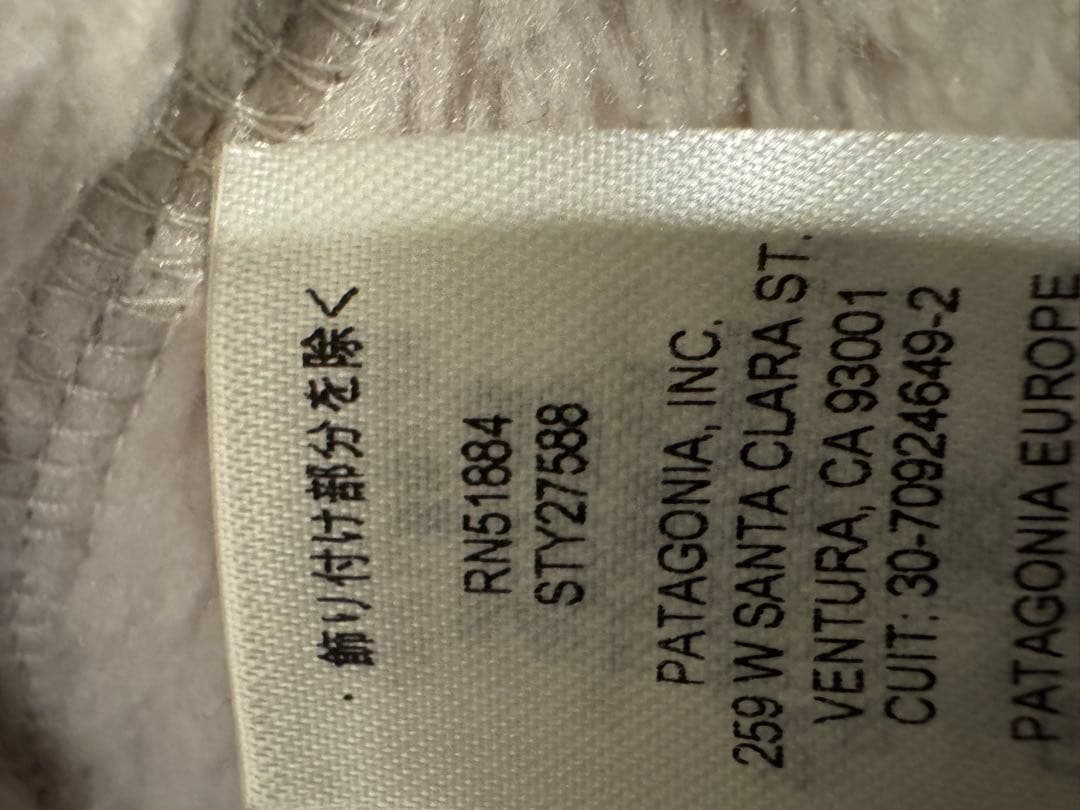 ・飾り付け部分を除く
RN51884
STY27588
PATAGONIA, INC.
259 W SANTA CLARA ST.
VENTURA, CA 93001
CUIT: 30-70924649-2
PATAGONIA EUROPE